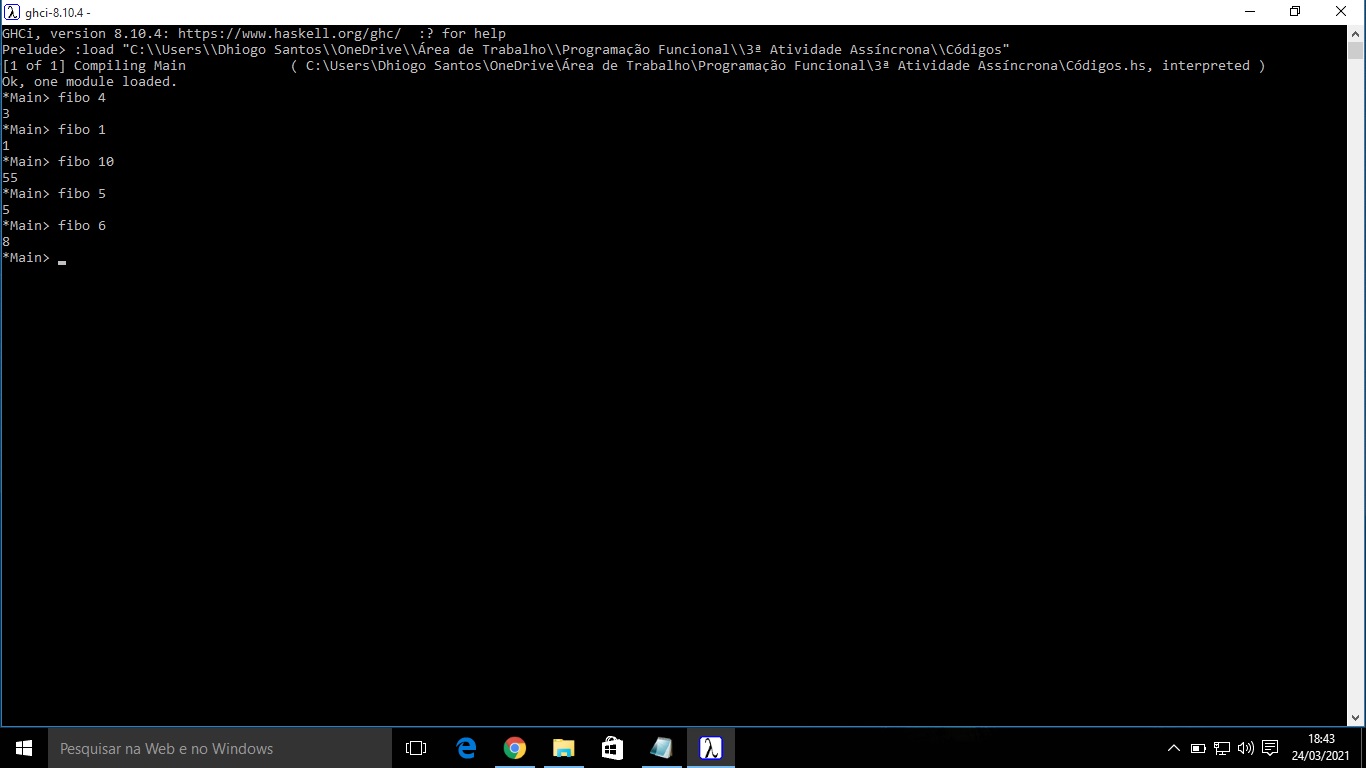 ghci-8.10.4 -
GHCi, version 8.10.4: https://www.haskell.org/ghc/  :? for help
Prelude> :load "C:\\Users\\Dhiogo Santos\\OneDrive\\Área de Trabalho\\Programação Funcional\\3ª Atividade Assíncrona\\Códigos"
[1 of 1] Compiling Main             ( C:\Users\Dhiogo Santos\OneDrive\Área de Trabalho\Programação Funcional\3ª Atividade Assíncrona\Códigos.hs, interpreted )
Ok, one module loaded.
*Main> fibo 4
3
*Main> fibo 1
1
*Main> fibo 10
55
*Main> fibo 5
5
*Main> fibo 6
8
*Main> _
Pesquisar na Web e no Windows
18:43
24/03/2021